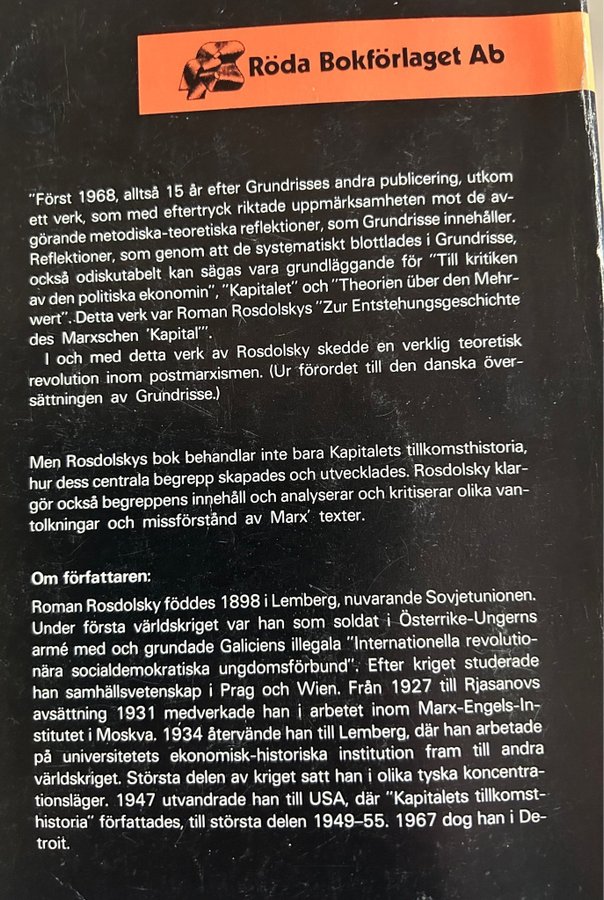 Röda Bokförlaget Ab
"Först 1968, alltså 15 år efter Grundrisses andra publicering, utkom
ett verk, som med eftertryck riktade uppmärksamheten mot de av-
görande metodiska-teoretiska reflektioner, som Grundrisse innehåller.
Reflektioner, som genom att de systematiskt blottlades i Grundrisse,
också odiskutabelt kan sägas vara grundläggande för "Till kritiken
av den politiska ekonomin", "Kapitalet" och "Theorien über den Mehr-
wert". Detta verk var Roman Rosdolskys "Zur Entstehungsgeschichte
des Marxschen 'Kapital'".
I och med detta verk av Rosdolsky skedde en verklig teoretisk
revolution inom postmarxismen. (Ur förordet till den danska över-
sättningen av Grundrisse.)
Men Rosdolskys bok behandlar inte bara Kapitalets tillkomsthistoria,
hur dess centrala begrepp skapades och utvecklades. Rosdolsky klar-
gör också begreppens innehåll och analyserar och kritiserar olika van-
tolkningar och missförstånd av Marx' texter.
Om författaren:
Roman Rosdolsky föddes 1898 i Lemberg, nuvarande Sovjetunionen.
Under första världskriget var han som soldat i Österrike-Ungerns
armé med och grundade Galiciens illegala "Internationella revolutio-
nära socialdemokratiska ungdomsförbund". Efter kriget studerade
han samhällsvetenskap i Prag och Wien. Från 1927 till Rjasanovs
avsättning 1931 medverkade han i arbetet inom Marx-Engels-In-
stitutet i Moskva. 1934 återvände han till Lemberg, där han arbetade
på universitetets ekonomisk-historiska institution fram till andra
världskriget. Största delen av kriget satt han i olika tyska koncentra-
tionsläger. 1947 utvandrade han till USA, där "Kapitalets tillkomst-
historia" författades, till största delen 1949–55. 1967 dog han i De-
troit.